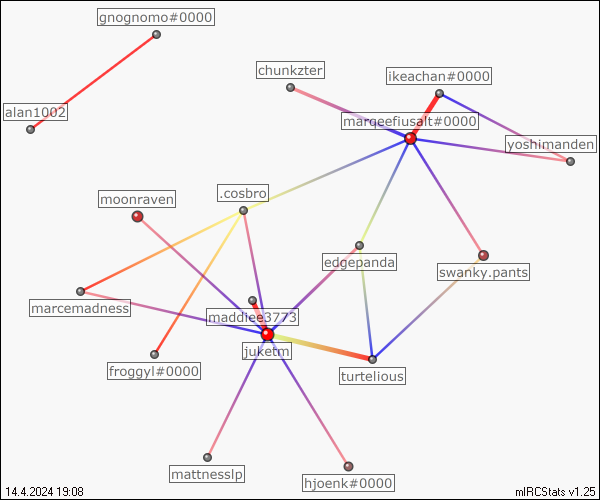 gnognomo#0000
chunkzter
ikeachan#0000
alan1002
marqeefiusalt#0000
yoshimanden
moonraven
.cosbro
edgepanda
swanky.pants
marcemadness
maddiee3773
juketm
froggyl#0000
turtelious
mattnesslp
hjoenk#0000
14.4.2024 19:08
mIRCStats v1.25